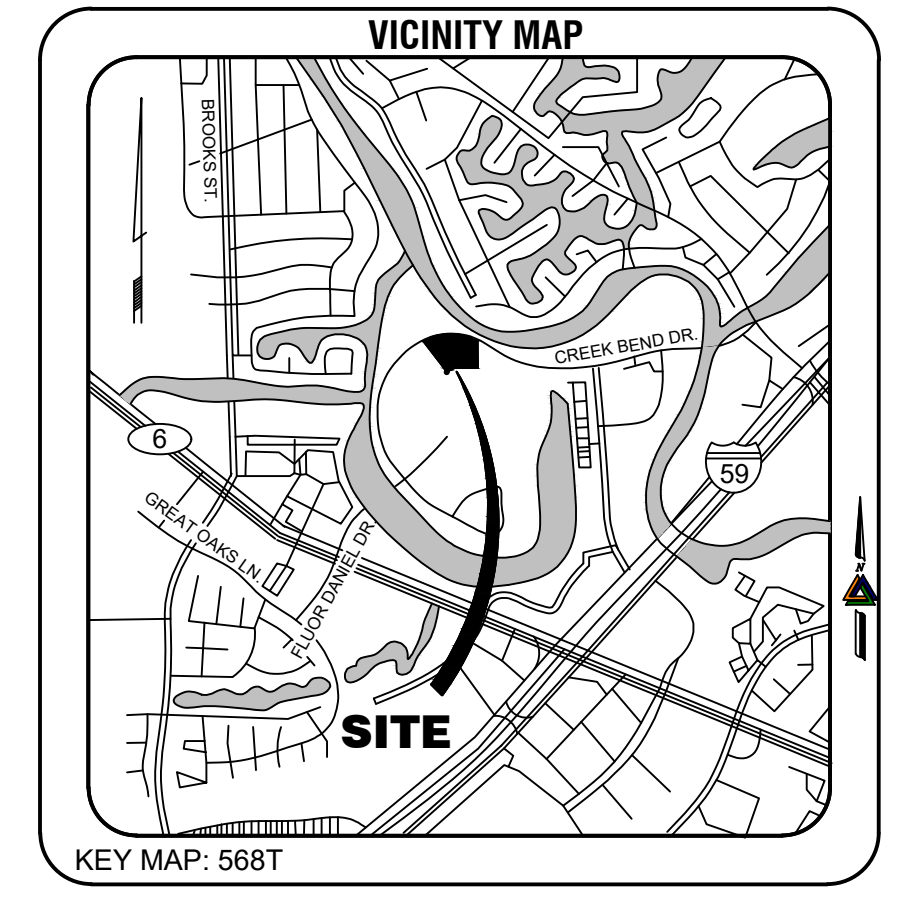 VICINITY MAP
BROOKS ST.
CREEK BEND DR.
6
59
GREAT OAKS LN.
FLUOR DANIEL DR.
N
SITE
KEY MAP: 568T